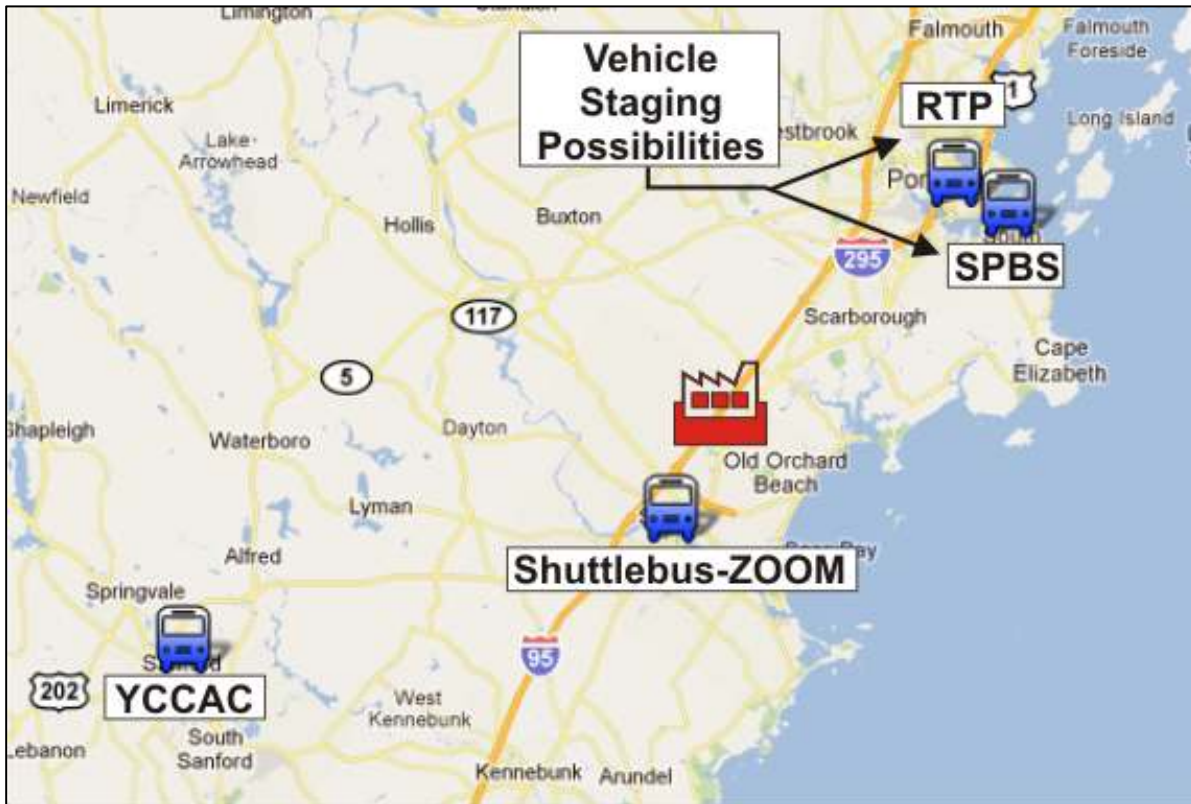 Limington
Standish
Falmouth
Falmouth
Foreside
Vehicle
Staging
Possibilities
RTP
1
Limerick
Long Island
Lake
Arrowhead
Newfield
Hollis
Buxton
295
SPBS
117
Scarborough
Cape
Elizabeth
5
Shapleigh
Waterboro
Dayton
Old Orchard
Beach
Lyman
Alfred
Shuttlebus-ZOOM
Springvale
95
202
YCCAC
West
Kennebunk
South
Sanford
Lebanon
Kennebunk
Arundel